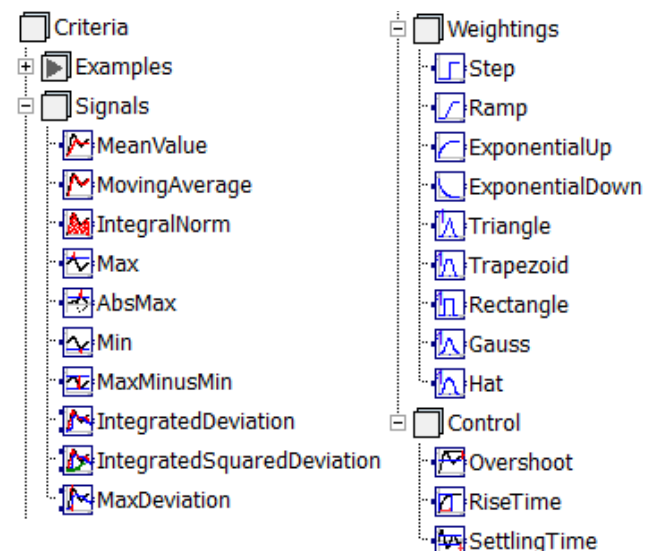 Criteria
Examples
Signals
MeanValue
MovingAverage
IntegralNorm
Max
AbsMax
Min
MaxMinusMin
IntegratedDeviation
IntegratedSquaredDeviation
MaxDeviation
Weightings
Step
Ramp
ExponentialUp
ExponentialDown
Triangle
Trapezoid
Rectangle
Gauss
Hat
Control
Overshoot
RiseTime
SettlingTime